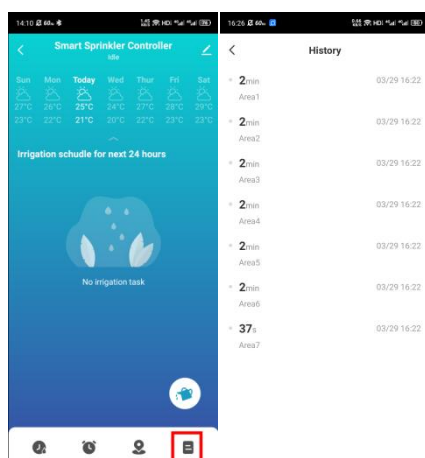 14:10
Smart Sprinkler Controller
Idle
Sun Mon Today Wed Thur Fri Sat
27°C 26°C 25°C 24°C 27°C 28°C 29°C
23°C 22°C 21°C 20°C 22°C 23°C 23°C
Irrigation schudle for next 24 hours
No irrigation task
16:26
History
2min 03/29 16:22
Area1
2min 03/29 16:22
Area2
2min 03/29 16:22
Area3
2min 03/29 16:22
Area4
2min 03/29 16:22
Area5
2min 03/29 16:22
Area6
37s 03/29 16:22
Area7